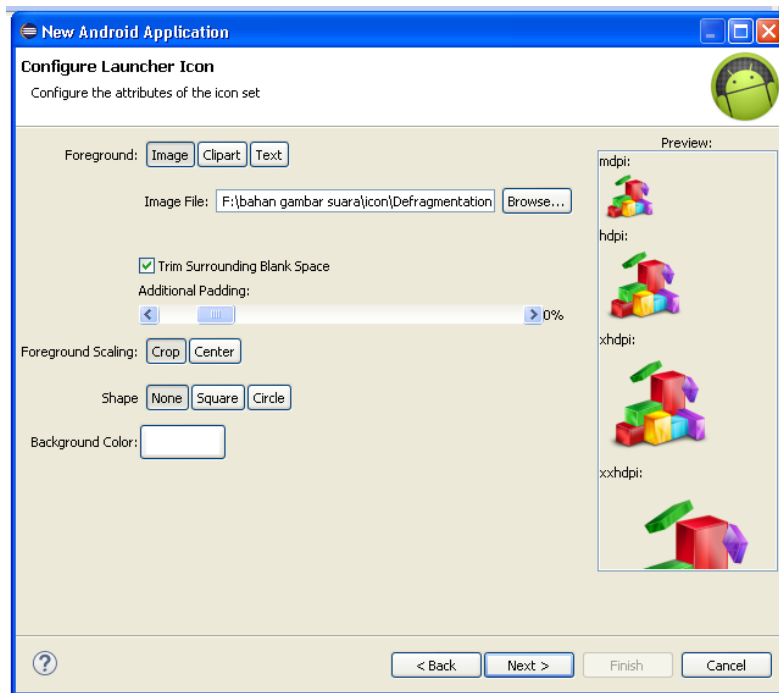 New Android Application
Configure Launcher Icon
Configure the attributes of the icon set
Foreground: Image Clipart Text
Image File: F:\bahan gambar suara\icon\Defragmentation Browse...
Trim Surrounding Blank Space
Additional Padding:
0%
Foreground Scaling: Crop Center
Shape None Square Circle
Background Color:
Preview:
mdpi:
hdpi:
xhdpi:
xxhdpi:
? < Back Next > Finish Cancel